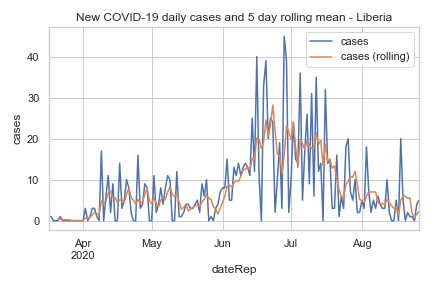 New COVID-19 daily cases and 5 day rolling mean - Liberia
cases
cases (rolling)
cases
40
30
20
10
0
Apr May Jun Jul Aug
2020
dateRep